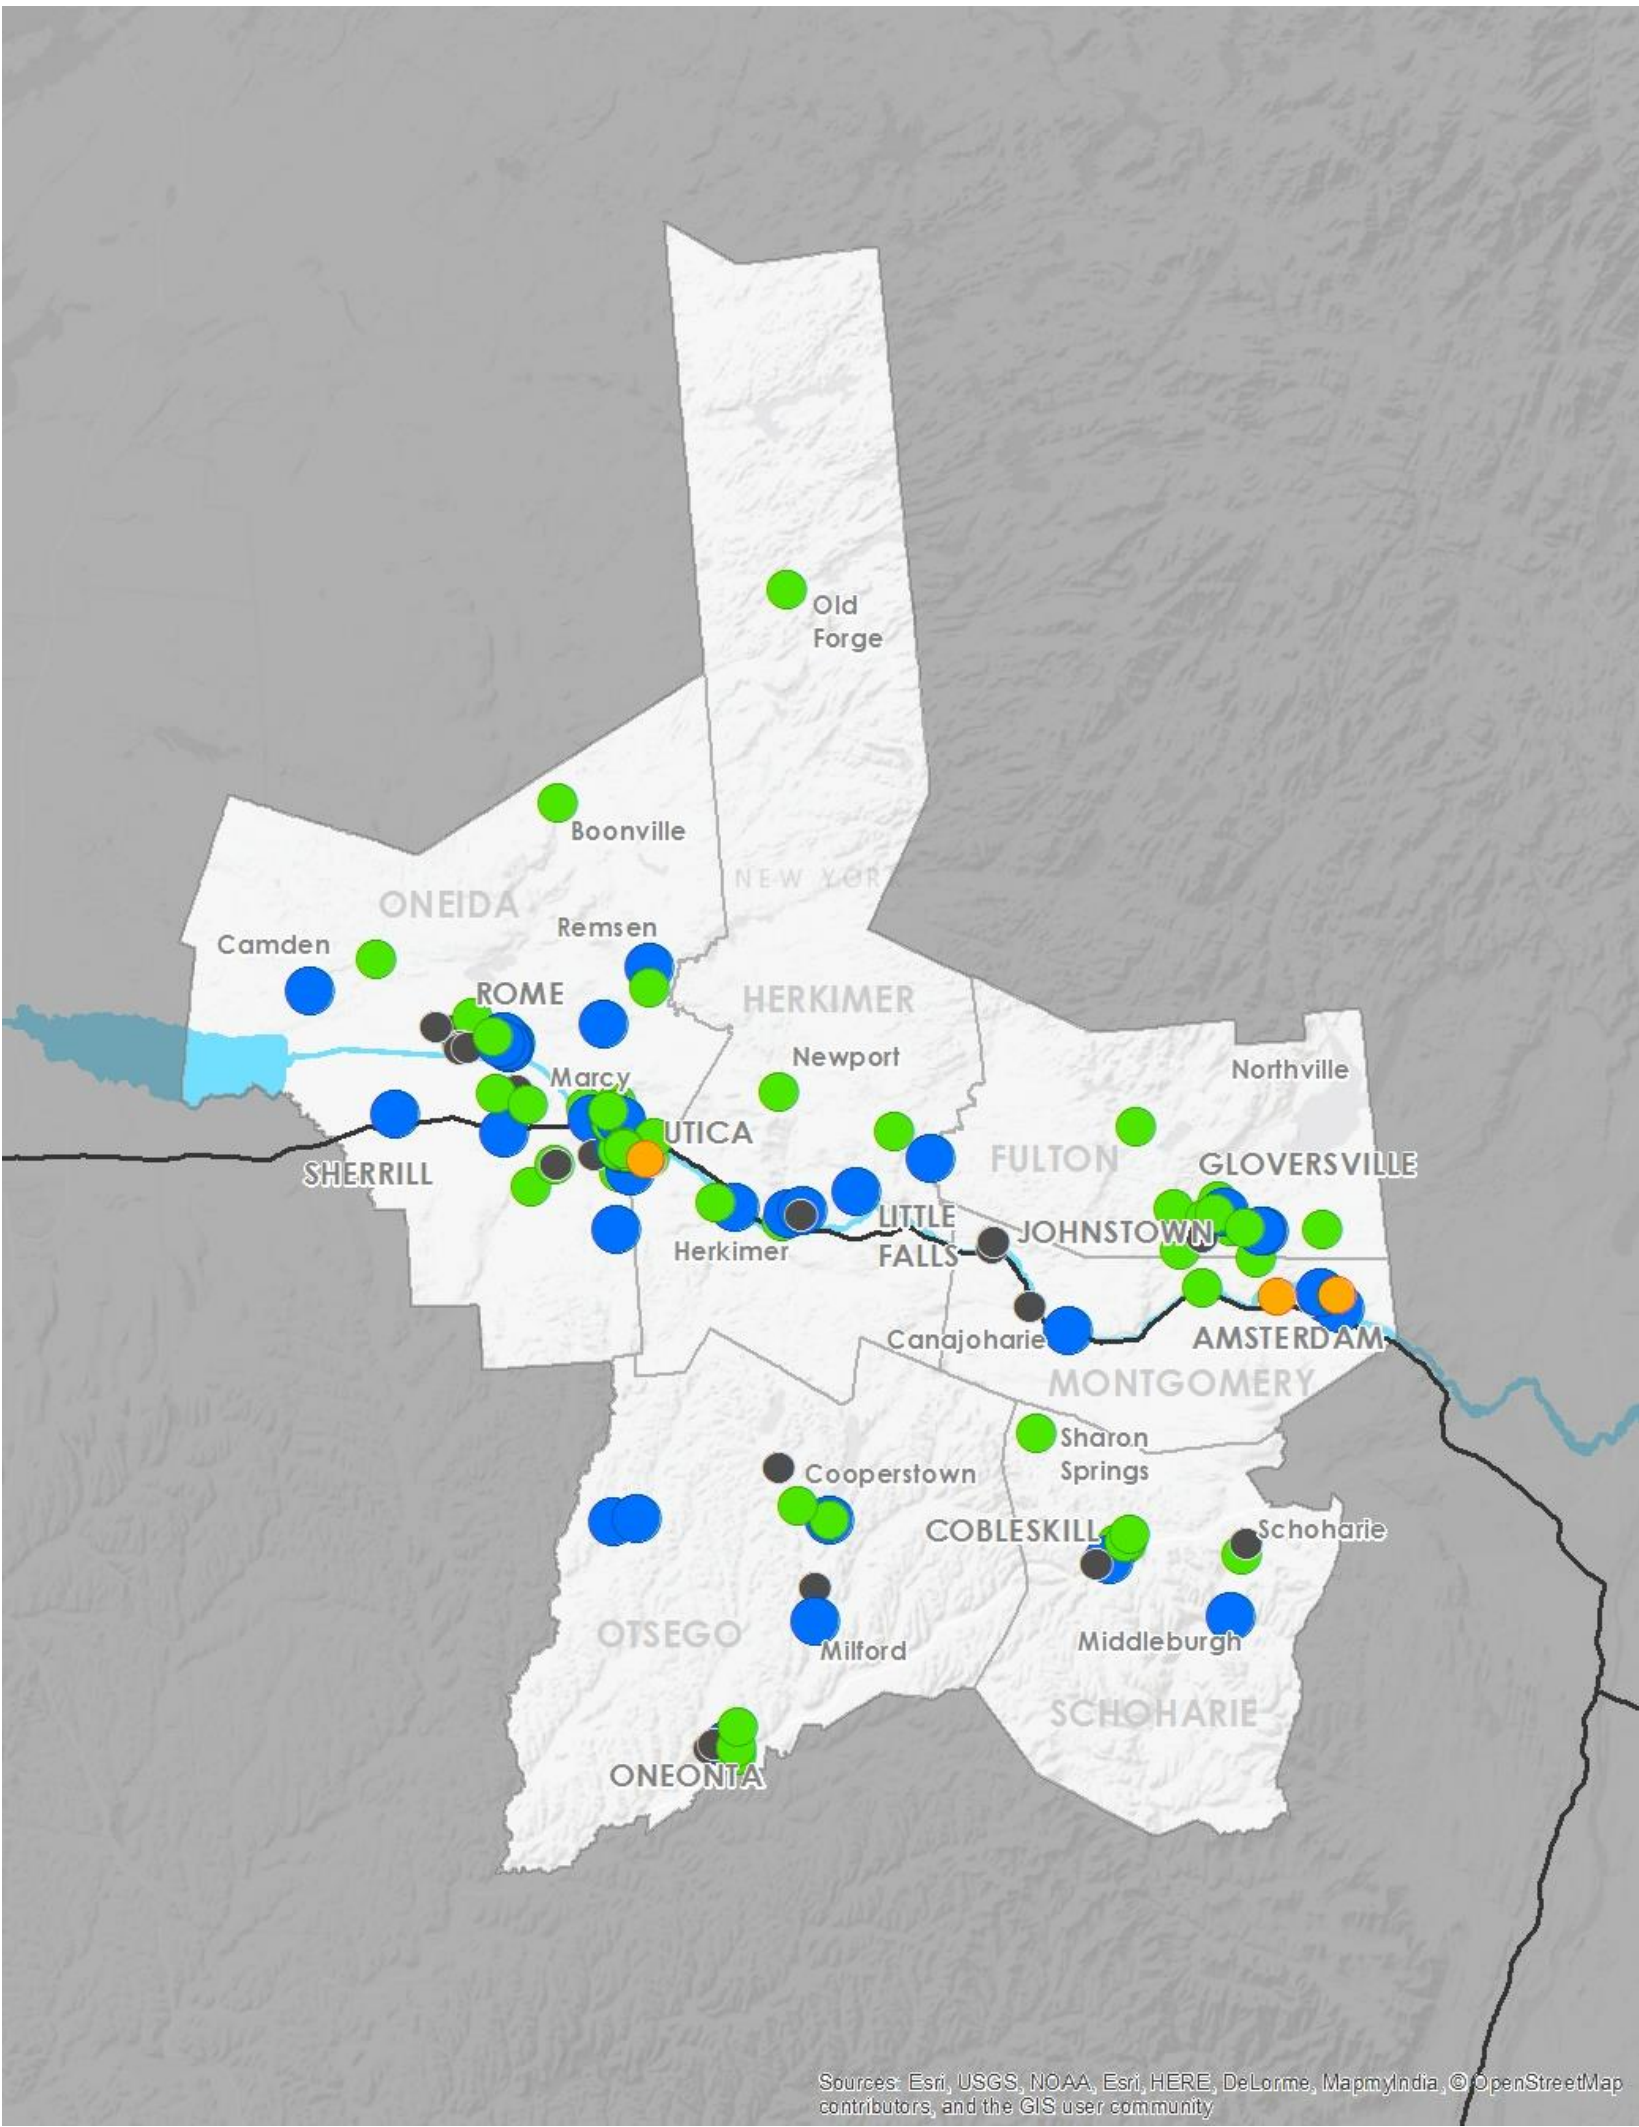 Old
Forge
Boonville
NEW YORK
ONEIDA
Remsen
Camden
ROME
HERKIMER
Newport
Northville
Marcy
UTICA
FULTON
GLOVERSVILLE
SHERRILL
LITTLE
FALLS
JOHNSTOWN
Herkimer
Canajoharie
AMSTERDAM
MONTGOMERY
Sharon
Springs
Cooperstown
COBLESKILL
Schoharie
OTSEGO
Milford
Middleburgh
SCHOHARIE
ONEONTA
Sources: Esri, USGS, NOAA, Esri, HERE, DeLorme, MapmyIndia, © OpenStreetMap
contributors, and the GIS user community